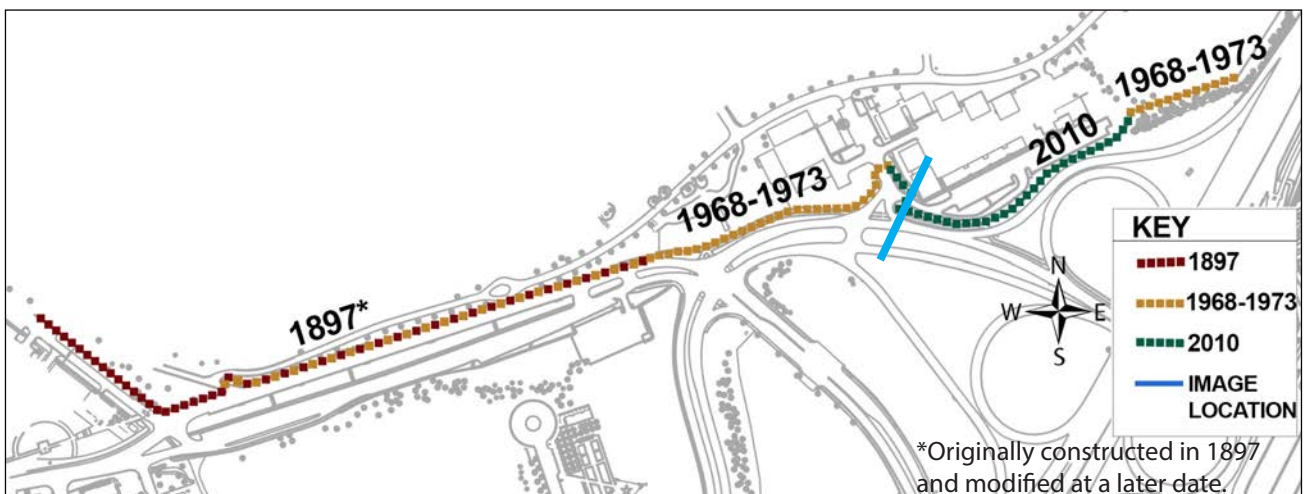 1968-1973
2010
1968-1973
1897*
KEY
1897
1968-1973
2010
IMAGE
LOCATION
N
W
E
S
*Originally constructed in 1897
and modified at a later date.